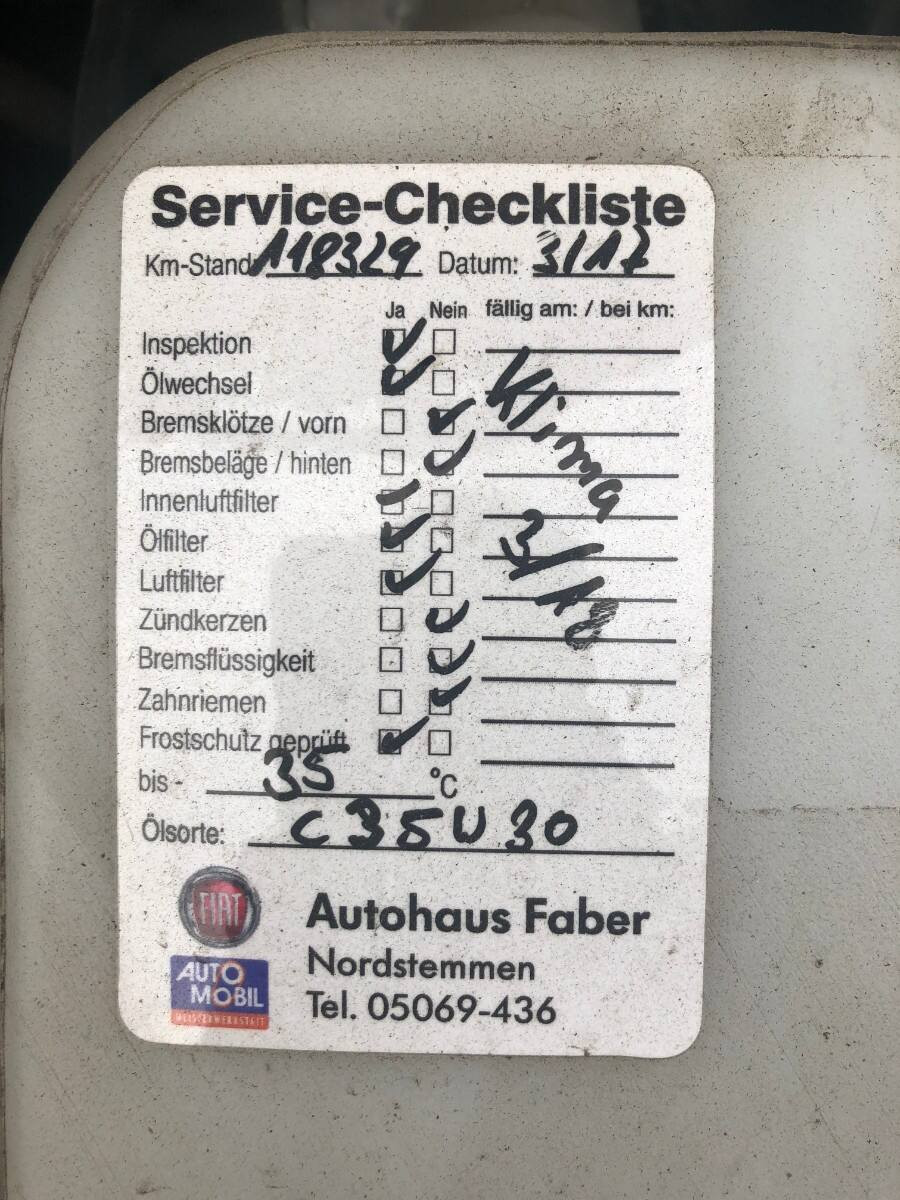 Service-Checkliste
Km-Stand: 118329 Datum: 3/17
Ja Nein fällig am: / bei km:
Inspektion
Ölwechsel
Bremsklötze / vorn
Bremsbeläge / hinten
Innenluftfilter
Ölfilter
Luftfilter
Zündkerzen
Bremsflüssigkeit
Zahnriemen
Frostschutz geprüft
Klima
3/18
bis - 35 °C
Ölsorte: C35W30
FIAT
Autohaus Faber
AUTO
MOBIL
MEISTERWERKSTATT
Nordstemmen
Tel. 05069-436